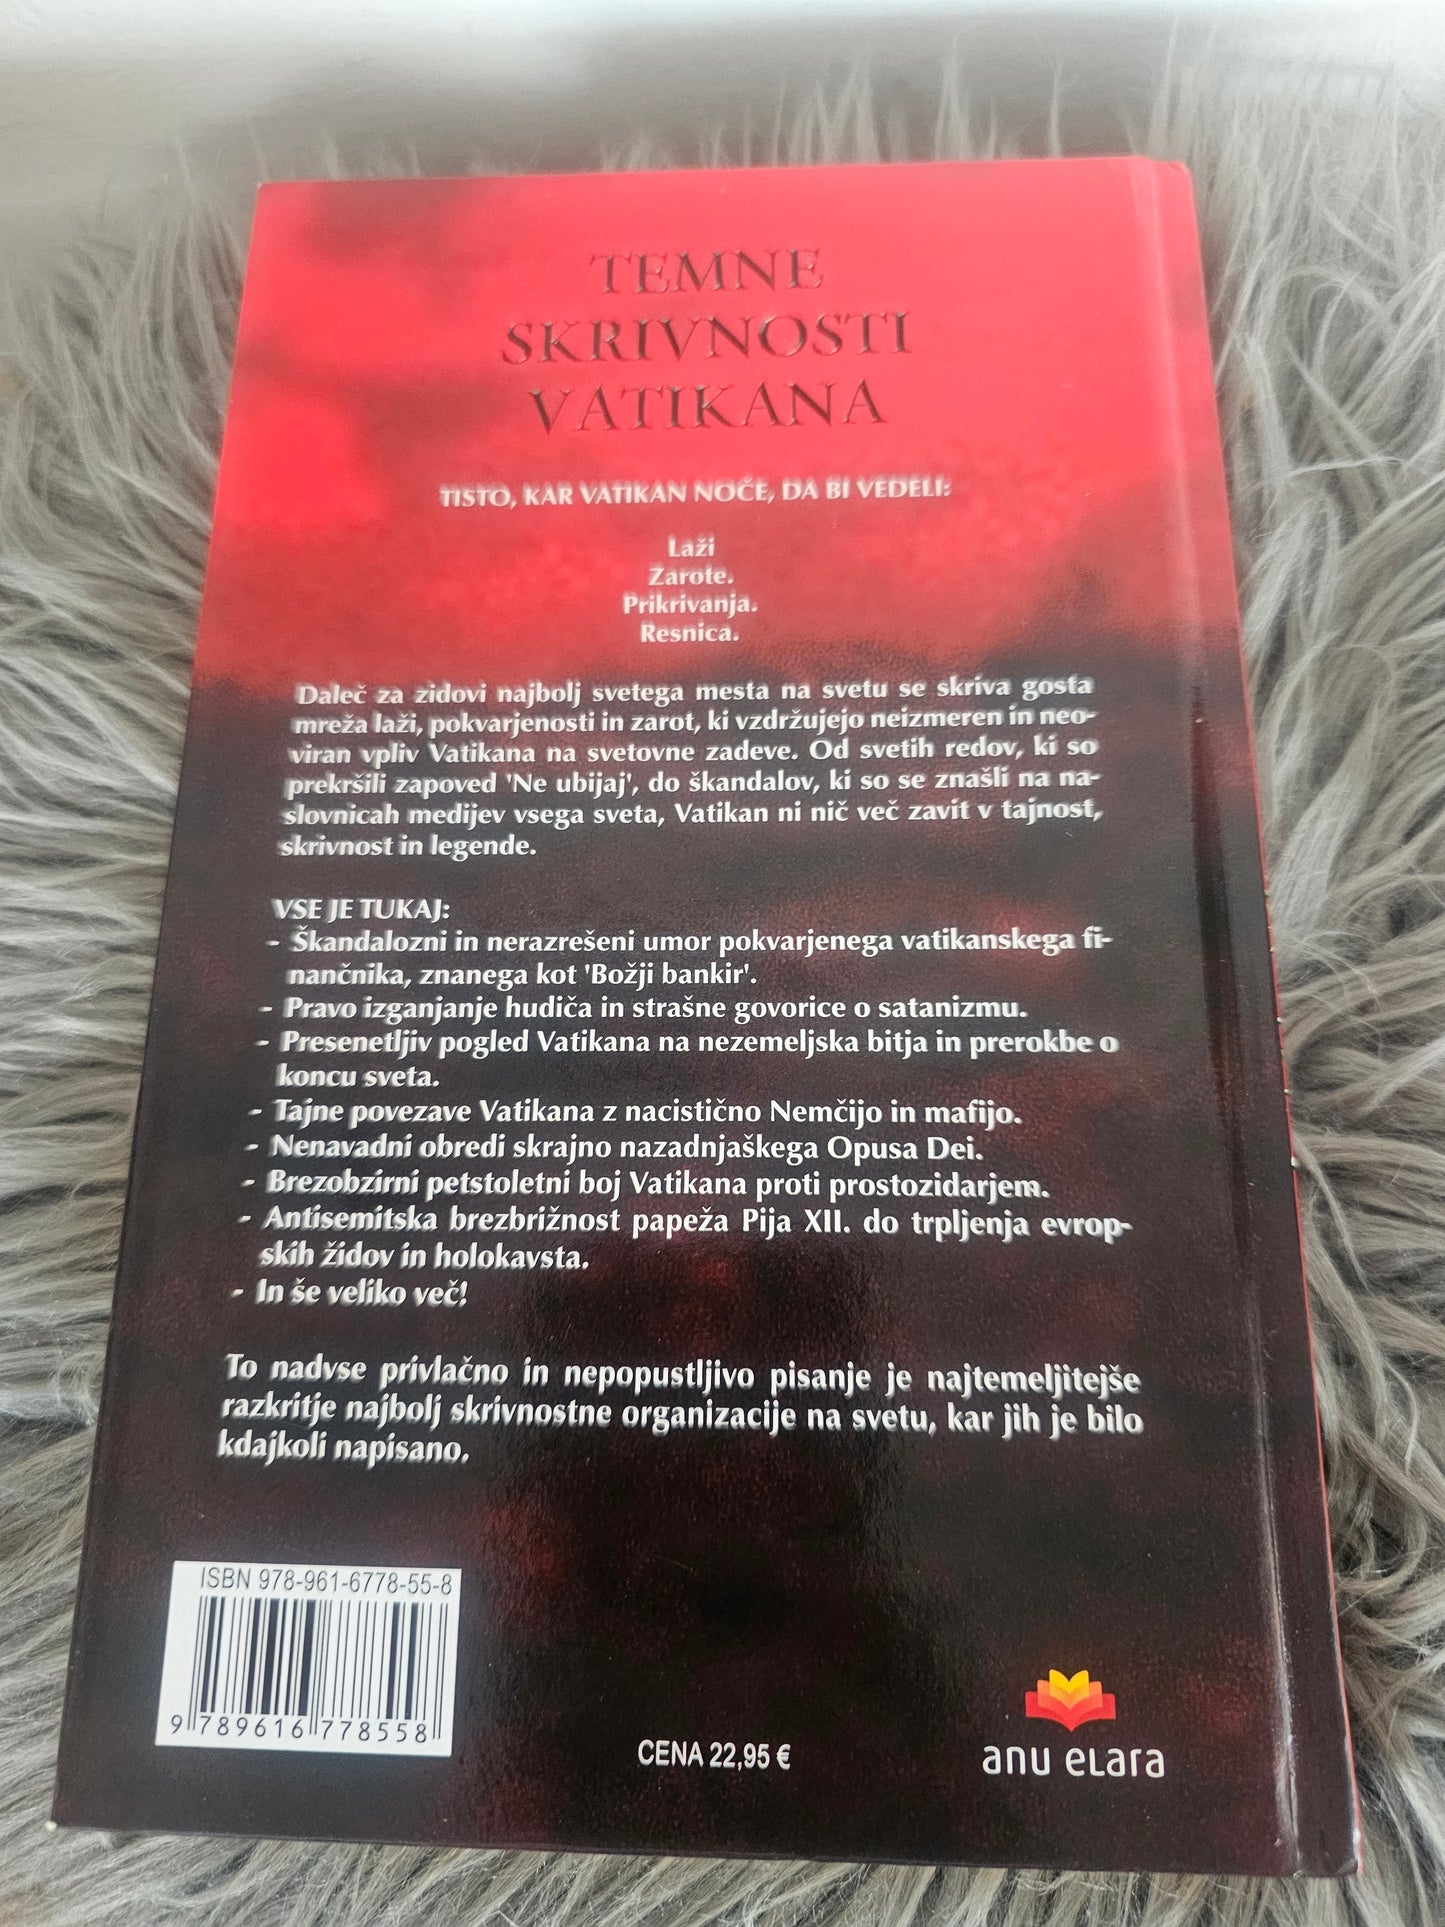 TEMNE
SKRIVNOSTI
VATIKANA
TISTO, KAR VATIKAN NOČE, DA BI VEDELI:
Laži
Zarote.
Prikrivanja.
Resnica.
Daleč za zidovi najbolj svetega mesta na svetu se skriva gosta
mreža laži, pokvarjenosti in zarot, ki vzdržujejo neizmeren in neo-
viran vpliv Vatikana na svetovne zadeve. Od svetih redov, ki so
prekršili zapoved 'Ne ubijaj', do škandalov, ki so se znašli na na-
slovnicah medijev vsega sveta, Vatikan ni nič več zavit v tajnost,
skrivnost in legende.
VSE JE TUKAJ:
- Škandalozni in nerazrešeni umor pokvarjenega vatikanskega fi-
nančnika, znanega kot 'Božji bankir'.
- Pravo izganjanje hudiča in strašne govorice o satanizmu.
- Presenetljiv pogled Vatikana na nezemeljska bitja in prerokbe o
koncu sveta.
- Tajne povezave Vatikana z nacistično Nemčijo in mafijo.
- Nenavadni obredi skrajno nazadnjaškega Opusa Dei.
- Brezobzirni petstoletni boj Vatikana proti prostozidarjem.
- Antisemitska brezbrižnost papeža Pija XII. do trpljenja evrop-
skih židov in holokavsta.
- In še veliko več!
To nadvse privlačno in nepopustljivo pisanje je najtemeljitejše
razkritje najbolj skrivnostne organizacije na svetu, kar jih je bilo
kdajkoli napisano.
ISBN 978-961-6778-55-8
9 789616 778558
CENA 22,95 €
anu eLara